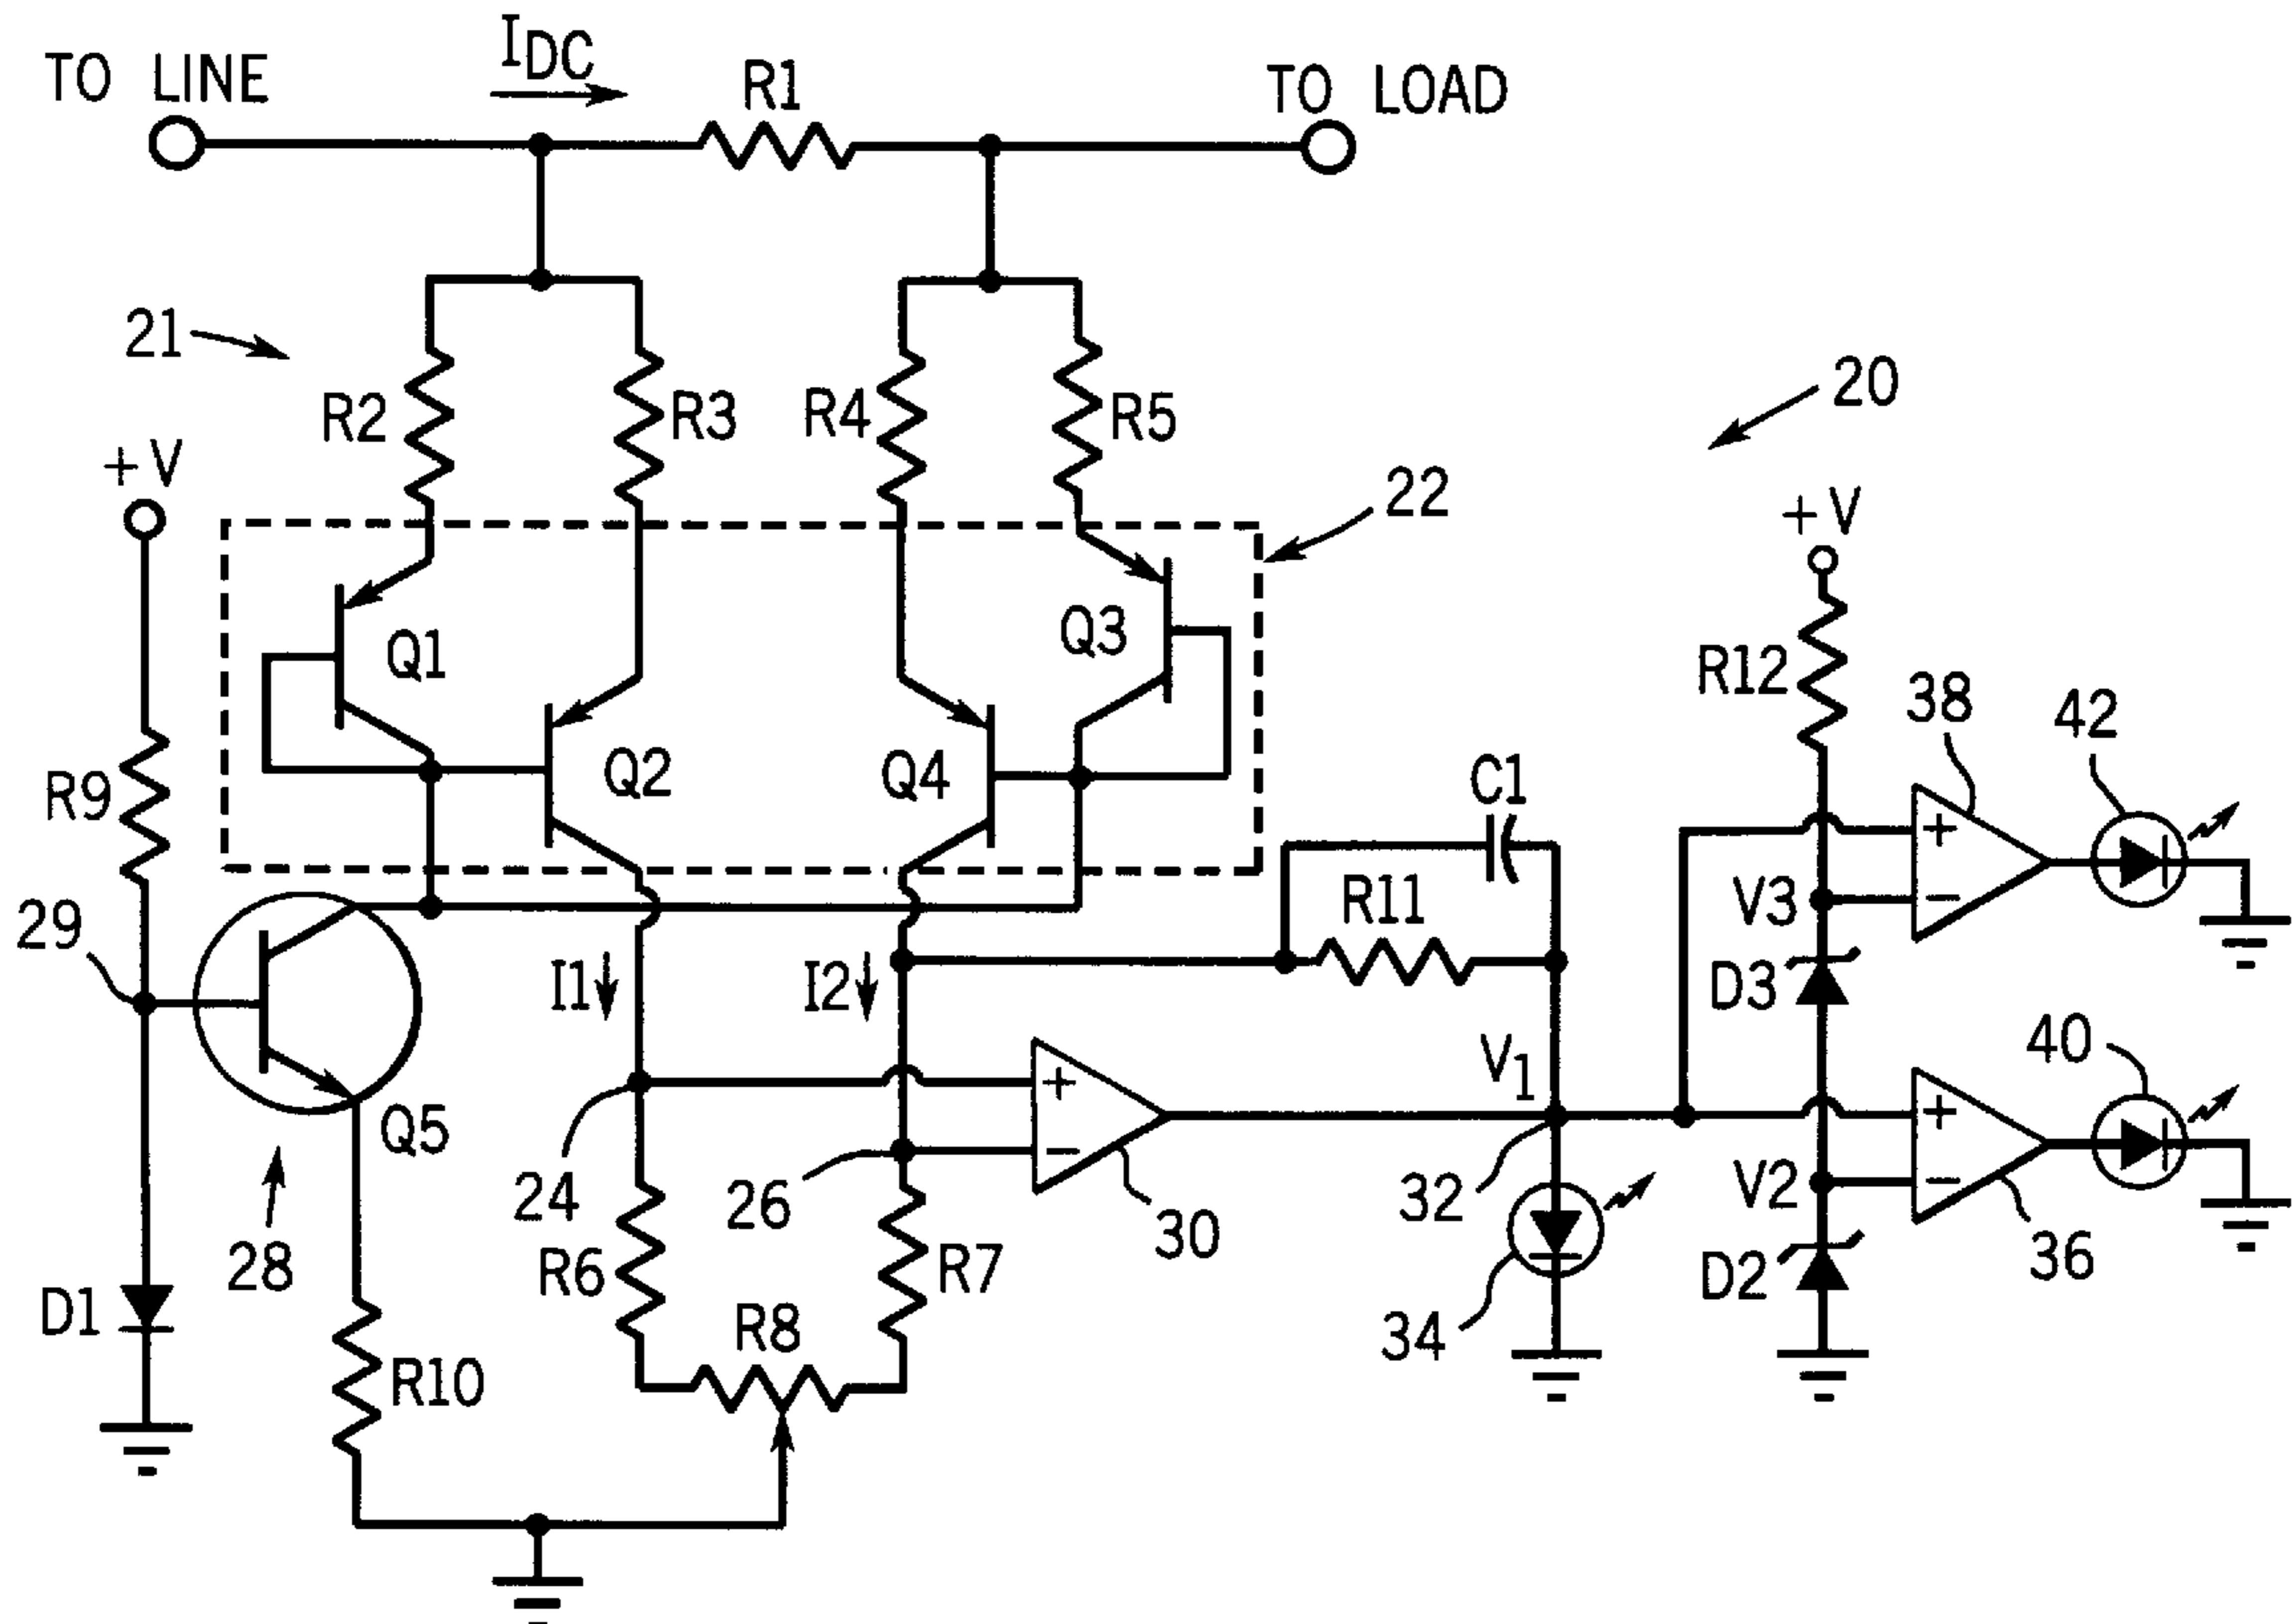 TO LINE
IDC
R1
TO LOAD
21
R2
R3
R4
R5
20
+V
22
+V
Q1
Q3
R12
38
42
R9
Q2
Q4
C1
+
29
R11
V3
−
I1
I2
D3
40
V1
+
+
Q5
24
26
−
32
V2
−
28
R6
R7
30
36
D1
R8
D2
34
R10